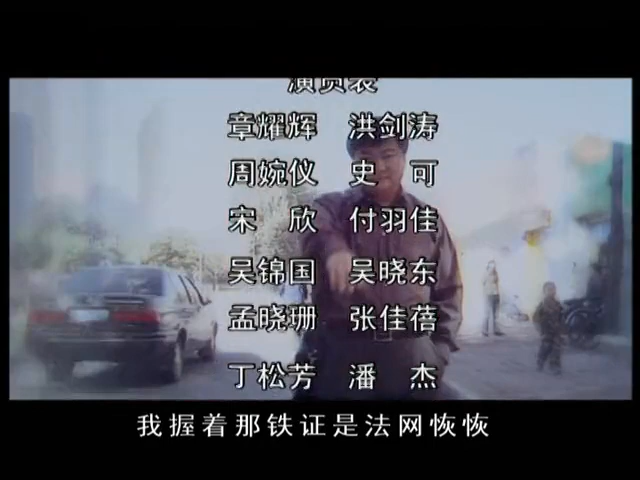 演员表
章耀辉 洪剑涛
周婉仪 史 可
宋 欣 付羽佳
吴锦国 吴晓东
孟晓珊 张佳蓓
丁松芳 潘 杰
我握着那铁证是法网恢恢